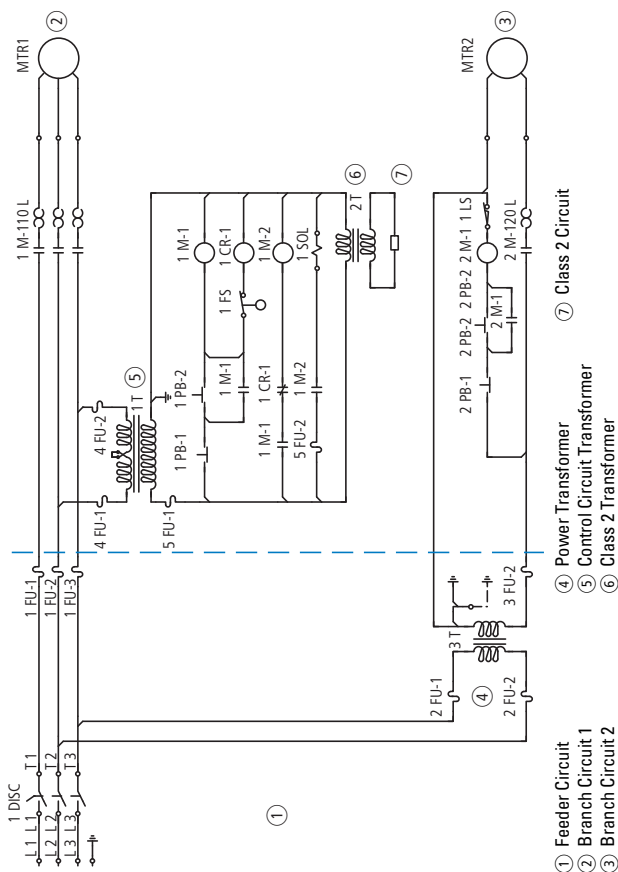 MTR1
②
1 M-110 L
4 FU-1
4 FU-2
1T ⑤
5 FU-1
1 PB-1
1 PB-2
1 M-1
1 M-1
1 FS
1 CR-1
1 M-1
1 CR-1
1 M-2
5 FU-2
1 M-2
1 SOL
2 T
⑥
⑦
MTR2
③
1 LS
2 M-1
2 PB-2
2 PB-2
2 M-1
2 PB-1
2 M-120 L
1 FU-1
1 FU-2
1 FU-3
1 DISC
L1 L1 T1
L2 L2 T2
L3 L3 T3
①
2 FU-1
④
2 FU-2
3 T
3 FU-2
① Feeder Circuit
② Branch Circuit 1
③ Branch Circuit 2
④ Power Transformer
⑤ Control Circuit Transformer
⑥ Class 2 Transformer
⑦ Class 2 Circuit